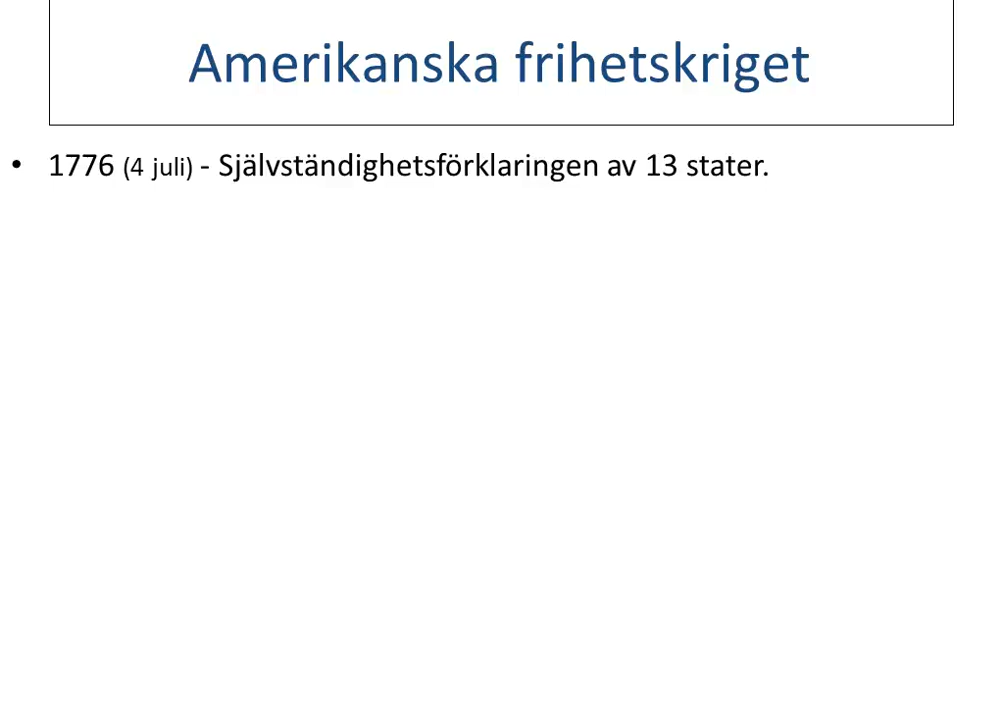 Amerikanska frihetskriget
• 1776 (4 juli) - Självständighetsförklaringen av 13 stater.